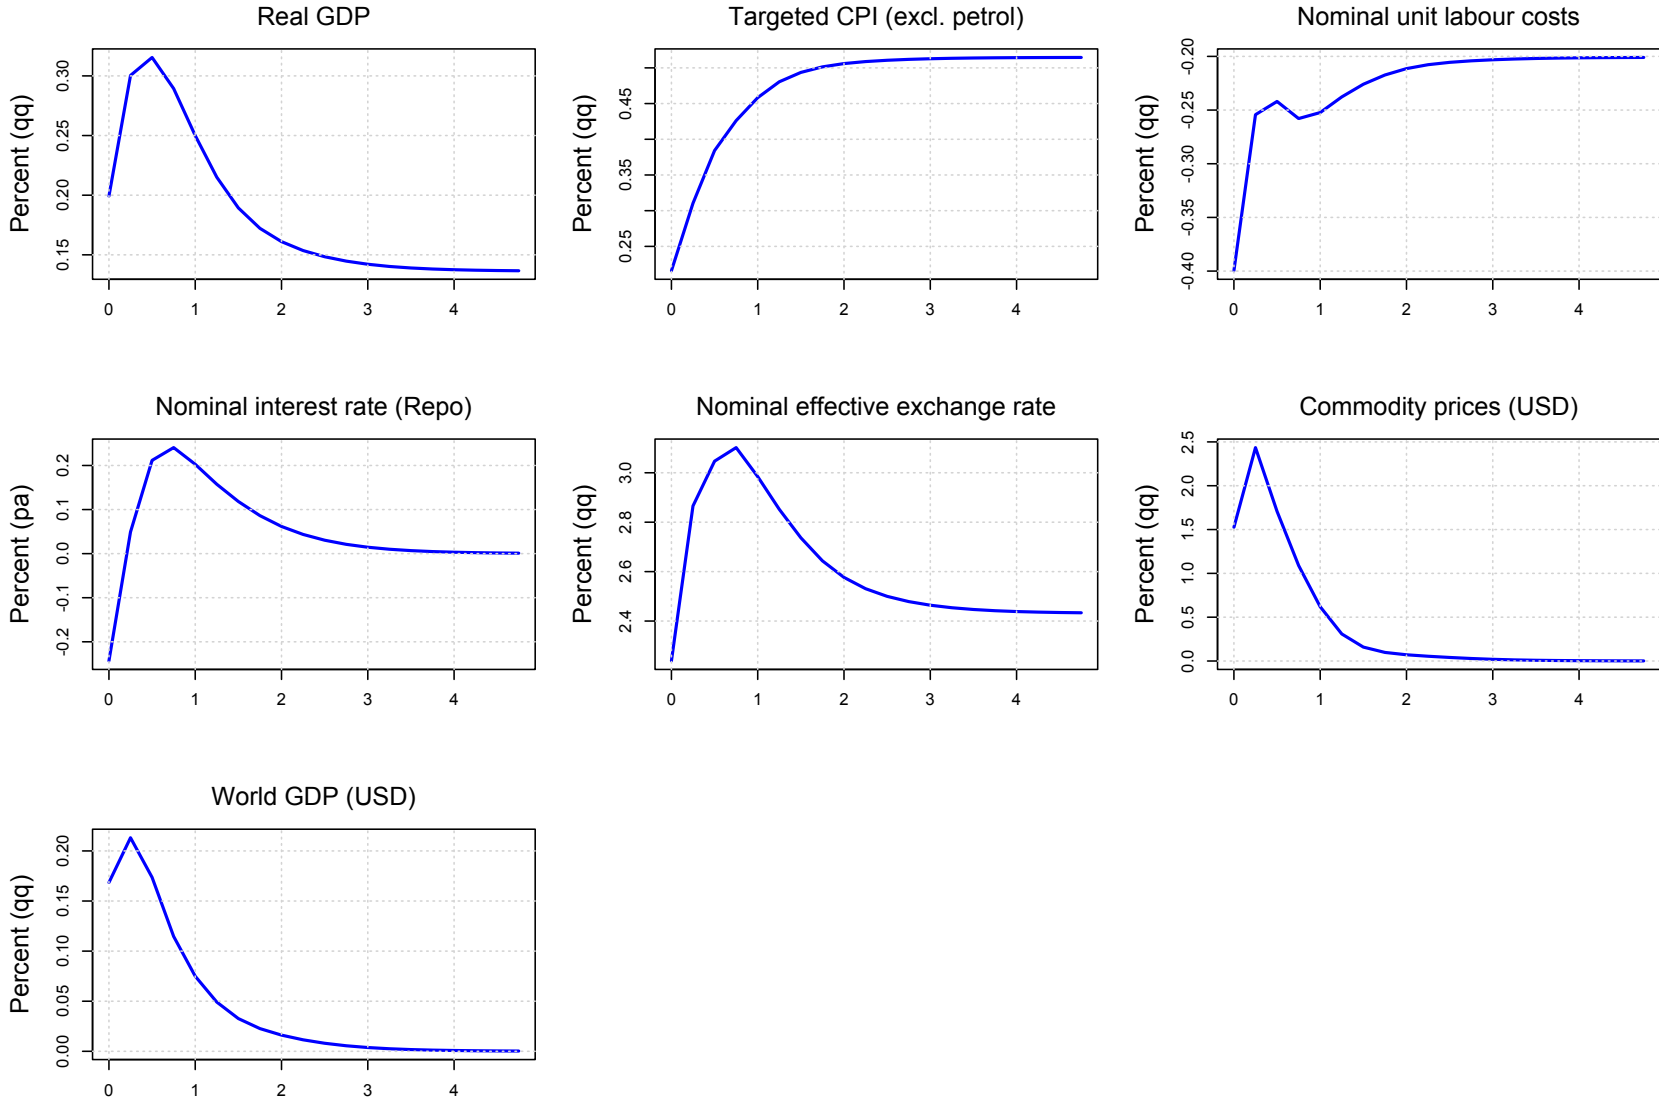 Real GDP
Percent (qq)
0.30
0.25
0.20
0.15
0 1 2 3 4
Targeted CPI (excl. petrol)
Percent (qq)
0.45
0.35
0.25
0 1 2 3 4
Nominal unit labour costs
Percent (qq)
-0.20
-0.25
-0.30
-0.35
-0.40
0 1 2 3 4
Nominal interest rate (Repo)
Percent (pa)
0.2
0.1
0.0
-0.1
-0.2
0 1 2 3 4
Nominal effective exchange rate
Percent (qq)
3.0
2.8
2.6
2.4
0 1 2 3 4
Commodity prices (USD)
Percent (qq)
2.5
2.0
1.5
1.0
0.5
0.0
0 1 2 3 4
World GDP (USD)
Percent (qq)
0.20
0.15
0.10
0.05
0.00
0 1 2 3 4